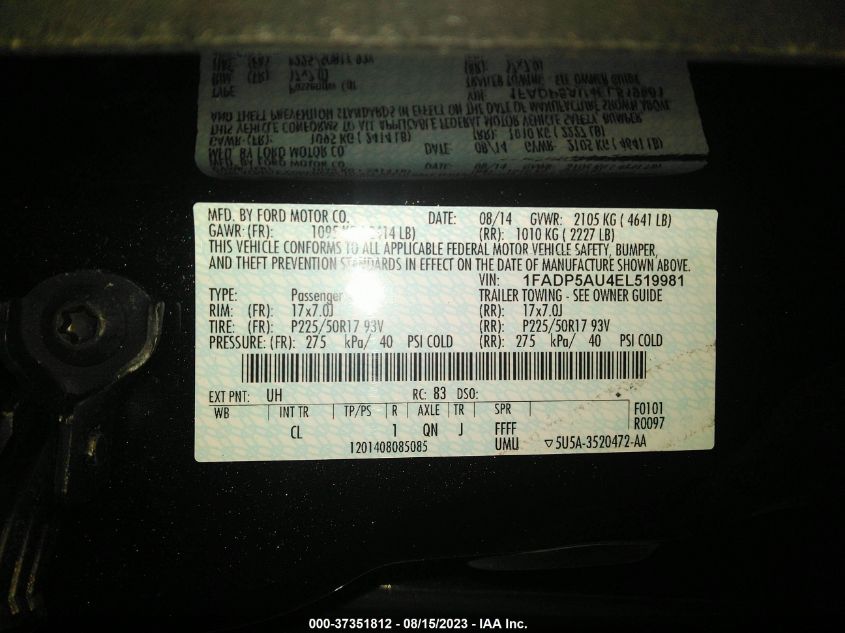 MFD. BY FORD MOTOR CO. DATE: 08/14 GVWR: 2105 KG ( 4641 LB)
GAWR: (FR): 1095 14 LB) (RR): 1010 KG ( 2227 LB)
THIS VEHICLE CONFORMS TO ALL APPLICABLE FEDERAL MOTOR VEHICLE SAFETY, BUMPER,
AND THEFT PREVENTION STANDARDS IN EFFECT ON THE DATE OF MANUFACTURE SHOWN ABOVE.
VIN: 1FADP5AU4EL519981
TYPE: Passenger TRAILER TOWING - SEE OWNER GUIDE
RIM: (FR): 17x7.0J (RR): 17x7.0J
TIRE: (FR): P225/50R17 93V (RR): P225/50R17 93V
PRESSURE: (FR): 275 kPa/ 40 PSI COLD (RR): 275 kPa/ 40 PSI COLD
EXT PNT: UH RC: 83 DSO:
WB INT TR TP/PS R AXLE TR SPR F0101
R0097
CL 1 QN J FFFF
1201408085085 UMU ▽5U5A-3520472-AA
000-37351812 - 08/15/2023 - IAA Inc.